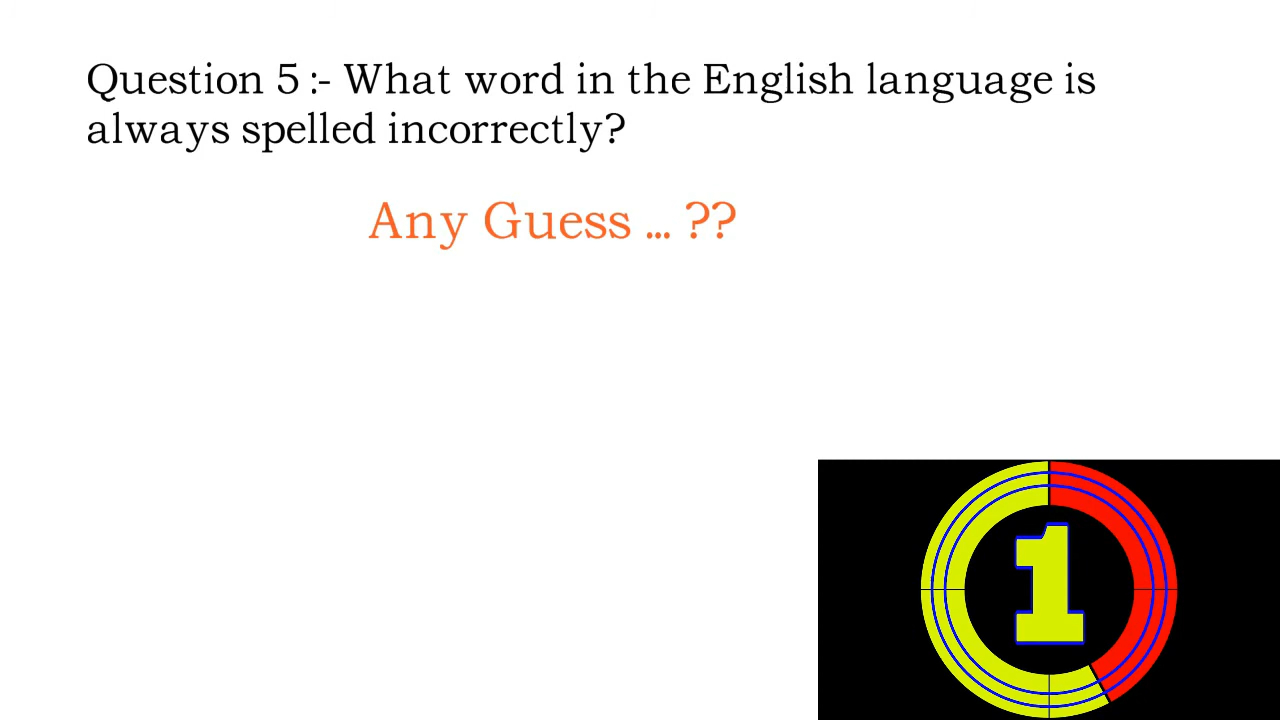 Question 5 :- What word in the English language is
always spelled incorrectly?
Any Guess ... ??
1